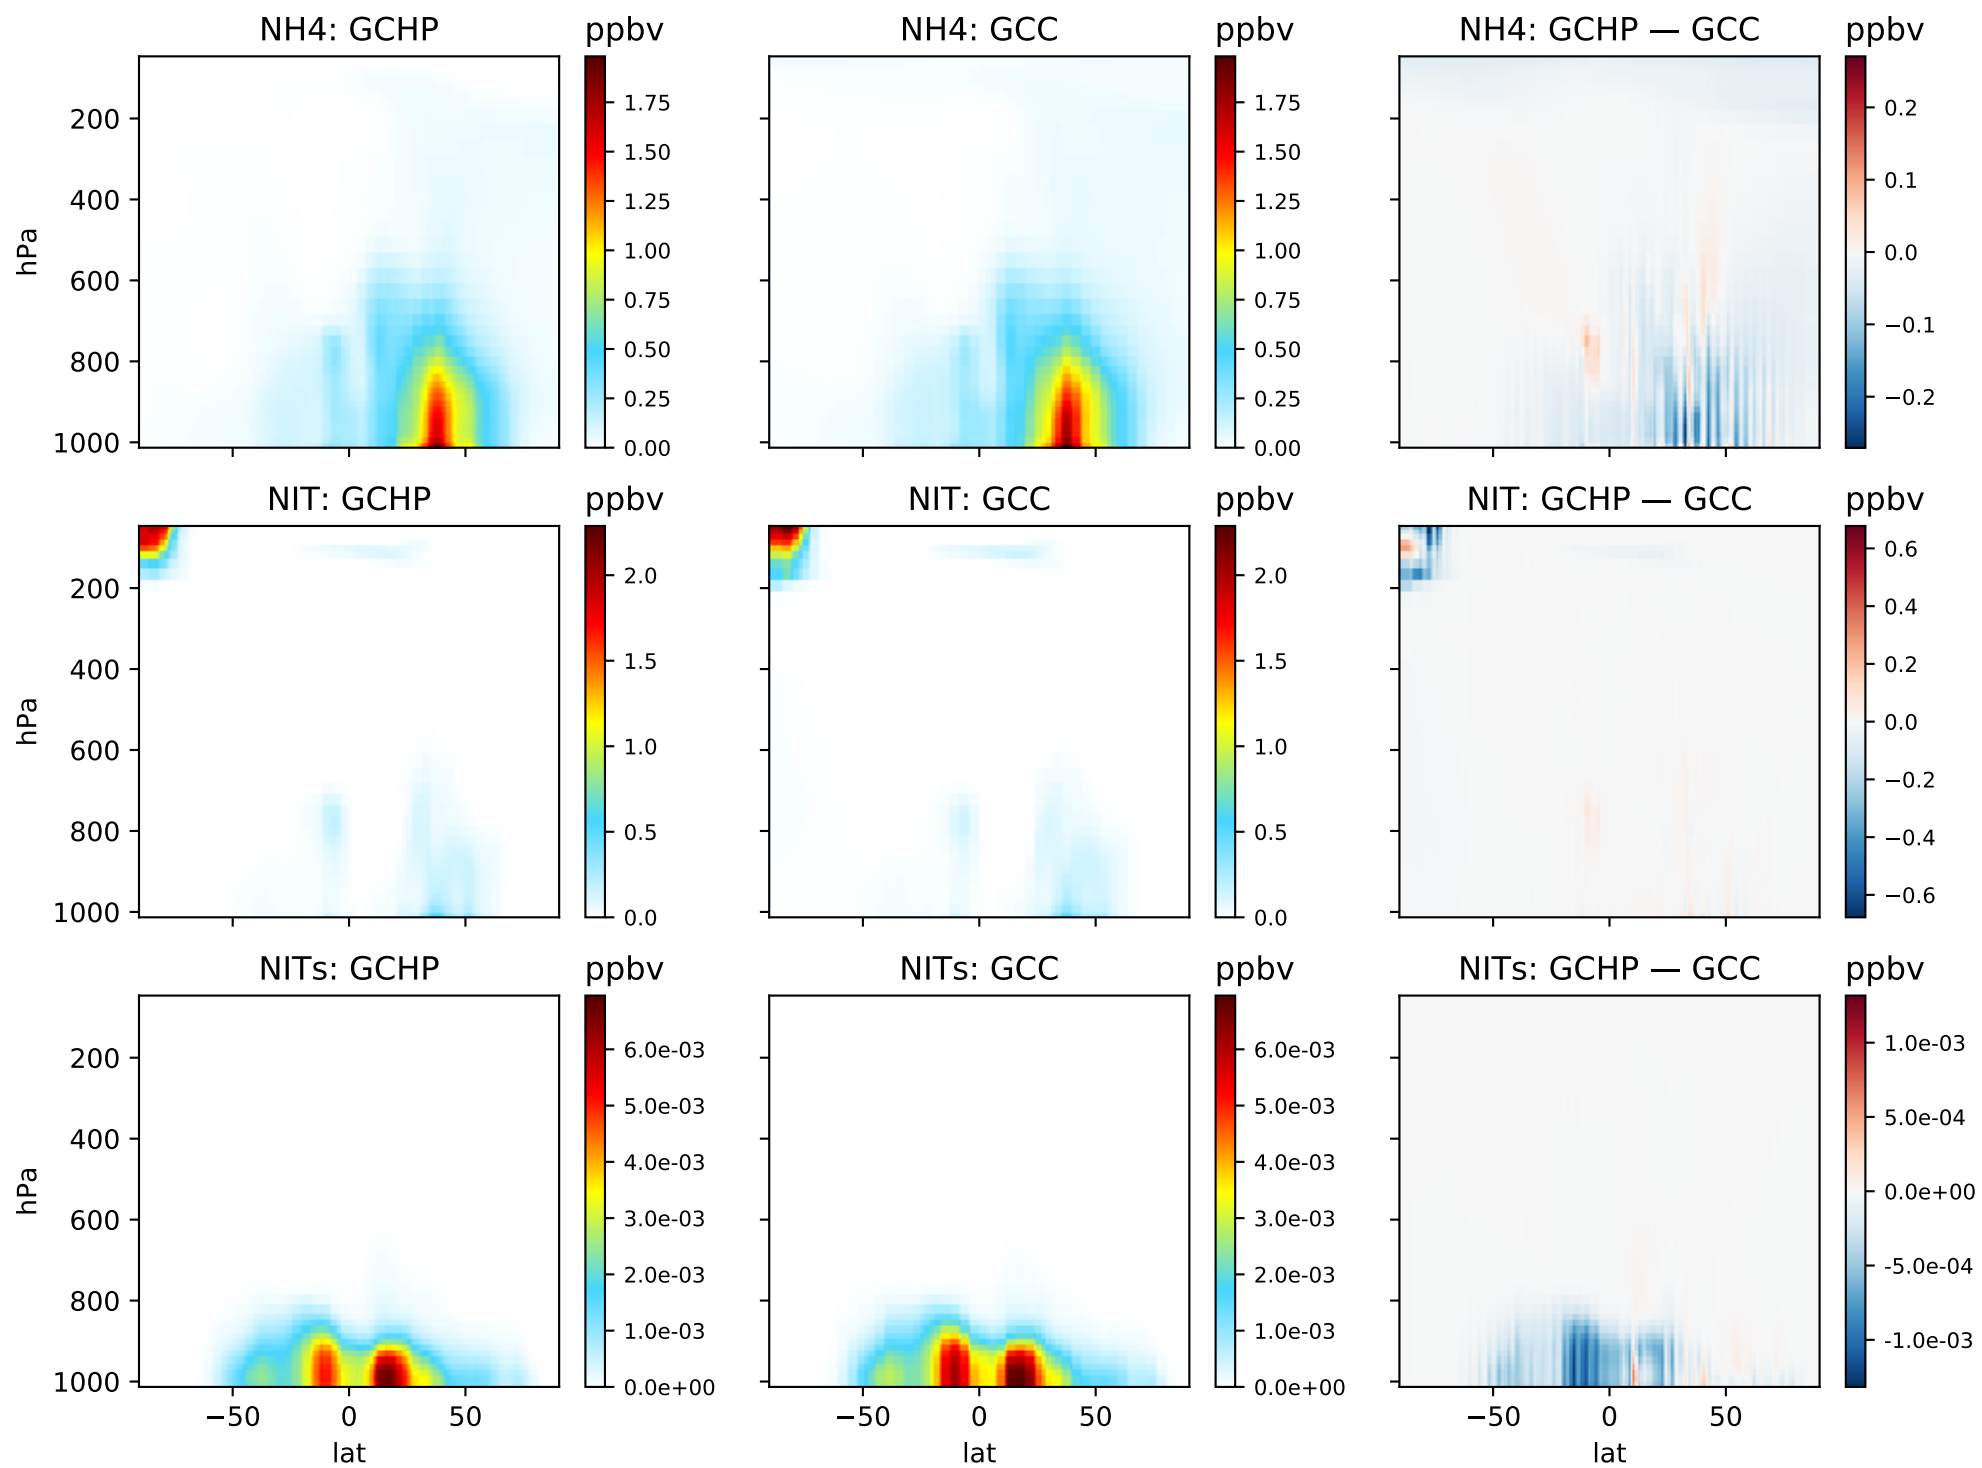 NH4: GCHP
ppbv
NH4: GCC
ppbv
NH4: GCHP — GCC
ppbv
hPa
200
400
600
800
1000
1.75
1.50
1.25
1.00
0.75
0.50
0.25
0.00
1.75
1.50
1.25
1.00
0.75
0.50
0.25
0.00
0.2
0.1
0.0
−0.1
−0.2
NIT: GCHP
ppbv
NIT: GCC
ppbv
NIT: GCHP — GCC
ppbv
hPa
200
400
600
800
1000
2.0
1.5
1.0
0.5
0.0
2.0
1.5
1.0
0.5
0.0
0.6
0.4
0.2
0.0
−0.2
−0.4
−0.6
NITs: GCHP
ppbv
NITs: GCC
ppbv
NITs: GCHP — GCC
ppbv
hPa
200
400
600
800
1000
6.0e-03
5.0e-03
4.0e-03
3.0e-03
2.0e-03
1.0e-03
0.0e+00
6.0e-03
5.0e-03
4.0e-03
3.0e-03
2.0e-03
1.0e-03
0.0e+00
1.0e-03
5.0e-04
0.0e+00
-5.0e-04
-1.0e-03
−50 0 50
−50 0 50
−50 0 50
lat
lat
lat